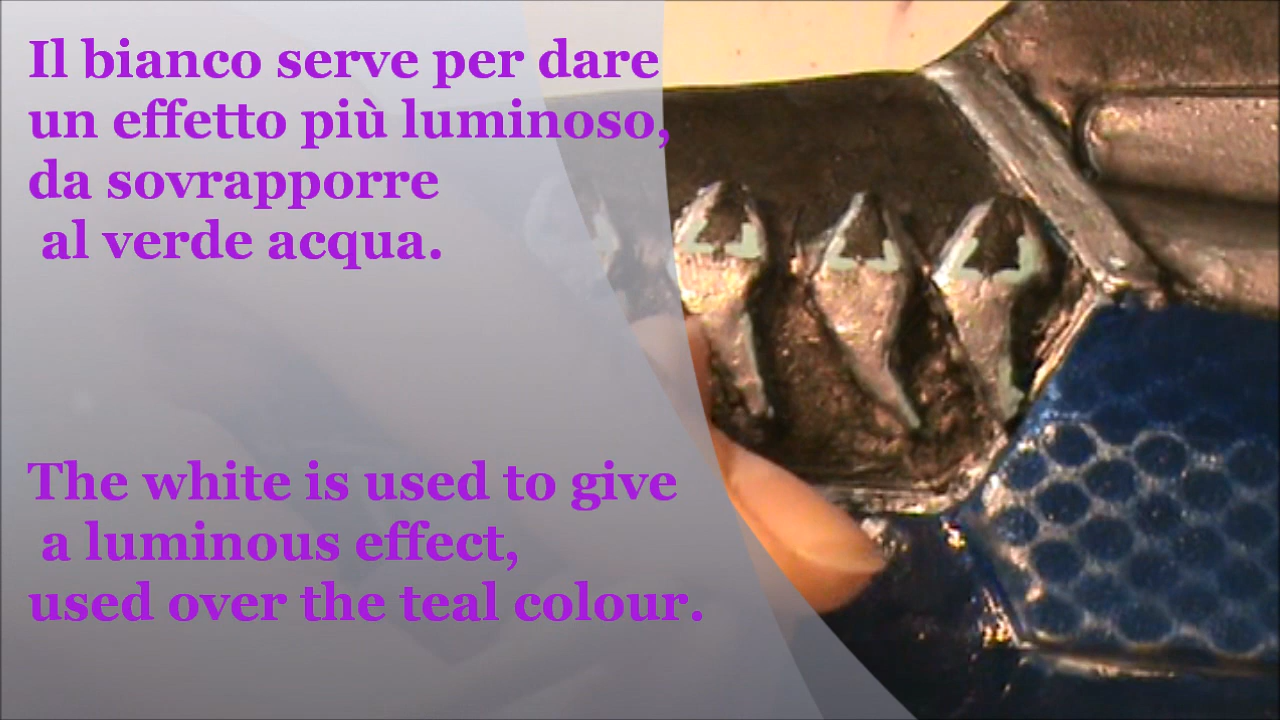 Il bianco serve per dare
un effetto più luminoso,
da sovrapporre
al verde acqua.
The white is used to give
a luminous effect,
used over the teal colour.